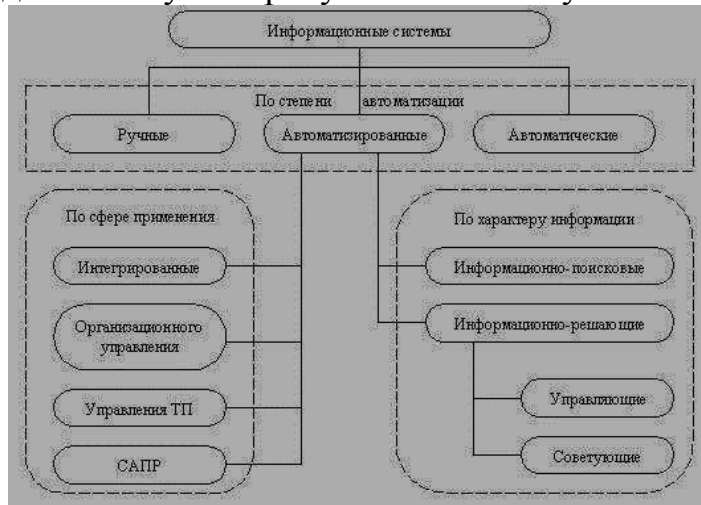 Информационные системы
По степени автоматизации
Ручные
Автоматизированные
Автоматические
По сфере применения
Интегрированные
Организационного
управления
Управления ТП
САПР
По характеру информации
Информационно-поисковые
Информационно-решающие
Управляющие
Советующие